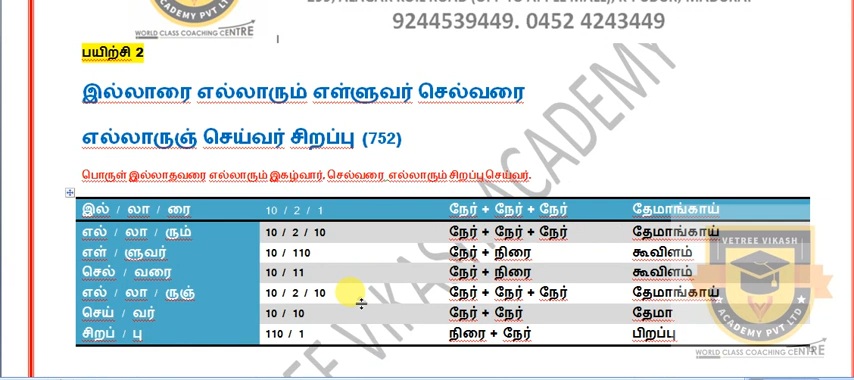 ACADEMY PVT LTD
WORLD CLASS COACHING CENTRE
9244539449. 0452 4243449
பயிற்சி 2
இல்லாரை எல்லாரும் எள்ளுவர் செல்வரை
எல்லாருஞ் செய்வர் சிறப்பு (752)
பொருள் இல்லாதவரை எல்லாரும் இகழ்வார், செல்வரை எல்லாரும் சிறப்பு செய்வர்.
இல் / லா / ரை 10 / 2 / 1 நேர் + நேர் + நேர் தேமாங்காய்
எல் / லா / ரும் 10 / 2 / 10 நேர் + நேர் + நேர் தேமாங்காய்
எள் / ளுவர் 10 / 110 நேர் + நிரை கூவிளம்
செல் / வரை 10 / 11 நேர் + நிரை கூவிளம்
எல் / லா / ருஞ் 10 / 2 / 10 நேர் + நேர் + நேர் தேமாங்காய்
செய் / வர் 10 / 10 நேர் + நேர் தேமா
சிறப் / பு 110 / 1 நிரை + நேர் பிறப்பு
VETREE VIKASH
ACADEMY PVT LTD
WORLD CLASS COACHING CENTRE